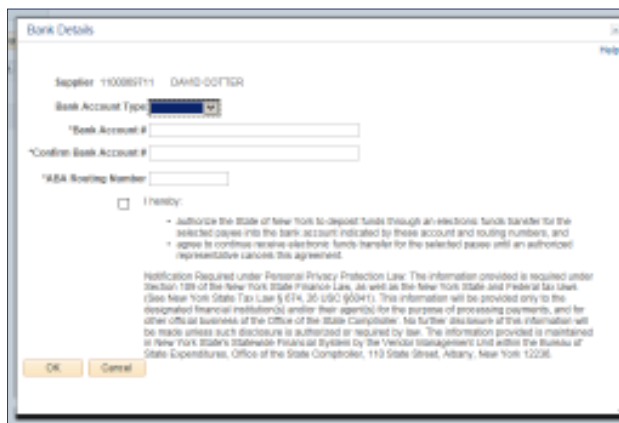 Bank Details
Help
Supplier DAVID COTTER
Bank Account Type
*Bank Account #
*Confirm Bank Account #
*ABA Routing Number
I hereby:
• authorize the State of New York to deposit funds through an electronic funds transfer for the
selected payee into the bank account indicated by these account and routing numbers, and
• agree to continue receive electronic funds transfer for the selected payee until an authorized
representative cancels this agreement.
Notification Required under Personal Privacy Protection Law: The information provided is required under
Section 109 of the New York State Finance Law, as well as the New York State and Federal tax laws
(See New York State Tax Law § 674, 26 USC §6041). This information will be provided only to the
designated financial institution(s) and/or their agent(s) for the purpose of processing payments, and for
other official business of the Office of the State Comptroller. No further disclosure of this information will
be made unless such disclosure is authorized or required by law. The information provided is maintained
in New York State's Statewide Financial System by the Vendor Management Unit within the Bureau of
State Expenditures, Office of the State Comptroller, 110 State Street, Albany, New York 12236.
OK Cancel